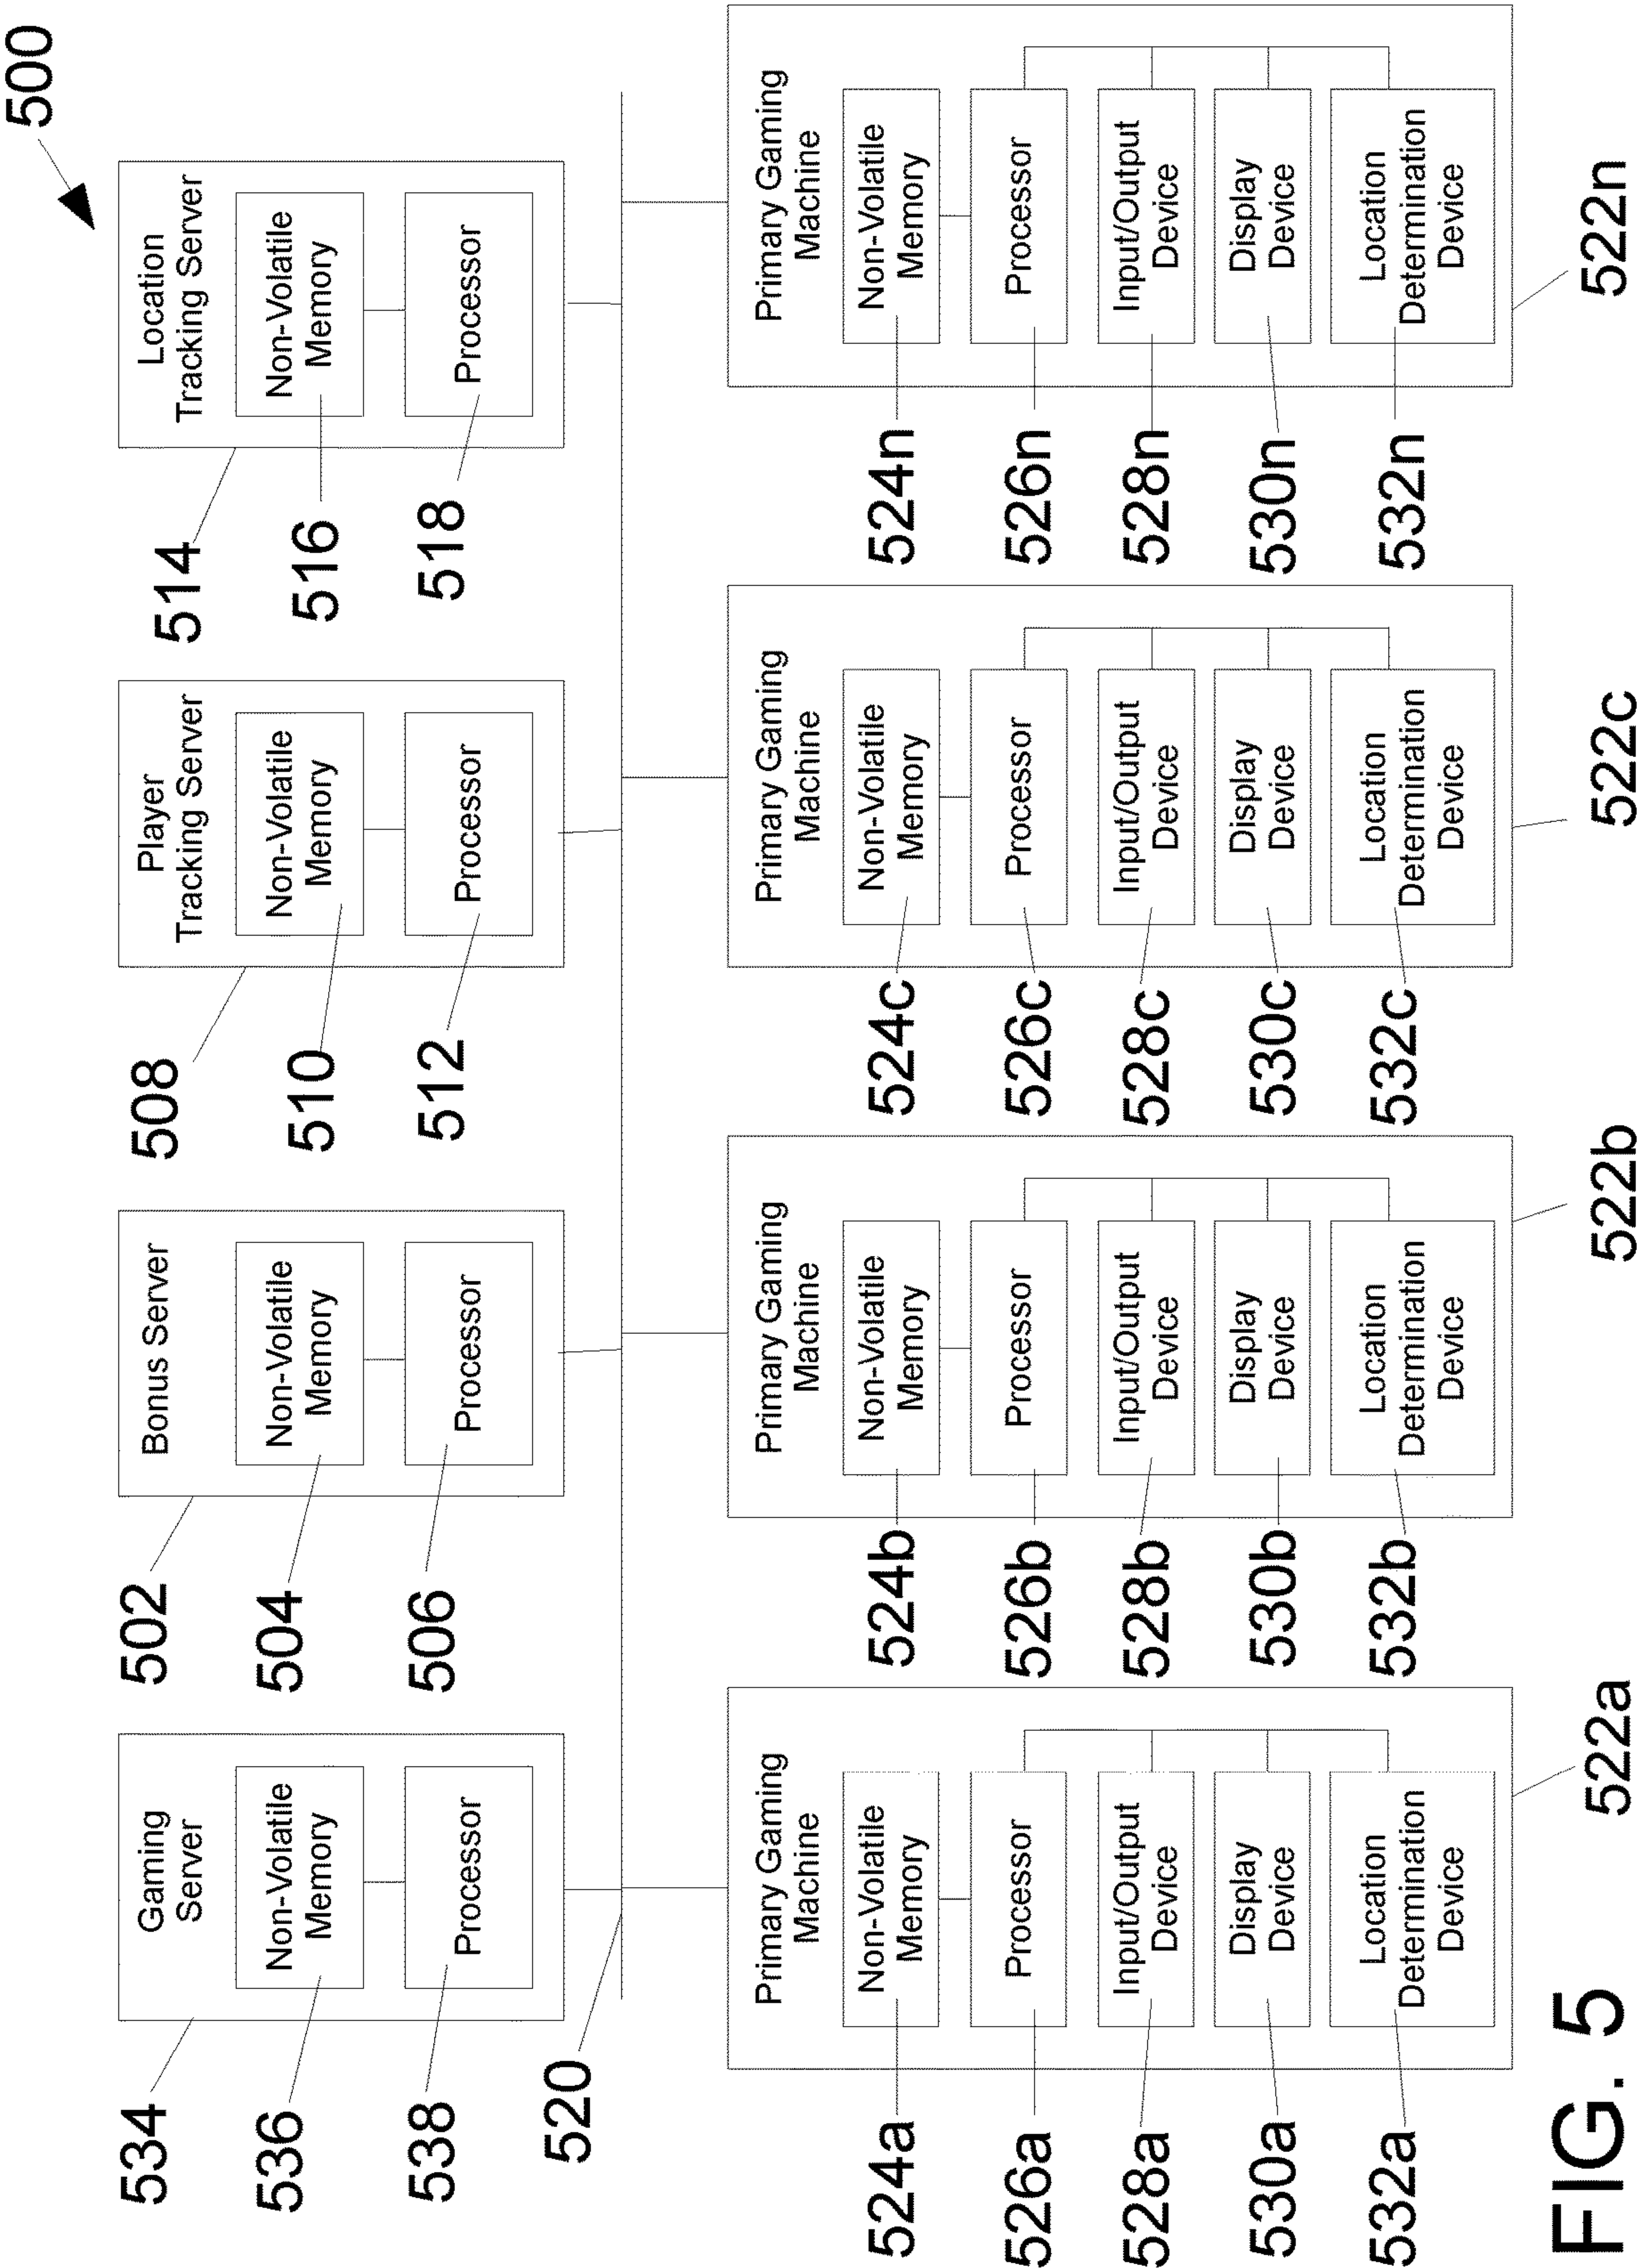 500
Gaming
Server
Non-Volatile
Memory
Processor
534
536
538
Bonus Server
Non-Volatile
Memory
Processor
502
504
506
Player
Tracking Server
Non-Volatile
Memory
Processor
508
510
512
Location
Tracking Server
Non-Volatile
Memory
Processor
514
516
518
520
Primary Gaming
Machine
Non-Volatile
Memory
Processor
Input/Output
Device
Display
Device
Location
Determination
Device
524a
526a
528a
530a
532a
522a
Primary Gaming
Machine
Non-Volatile
Memory
Processor
Input/Output
Device
Display
Device
Location
Determination
Device
524b
526b
528b
530b
532b
522b
Primary Gaming
Machine
Non-Volatile
Memory
Processor
Input/Output
Device
Display
Device
Location
Determination
Device
524c
526c
528c
530c
532c
522c
Primary Gaming
Machine
Non-Volatile
Memory
Processor
Input/Output
Device
Display
Device
Location
Determination
Device
524n
526n
528n
530n
532n
522n
FIG. 5